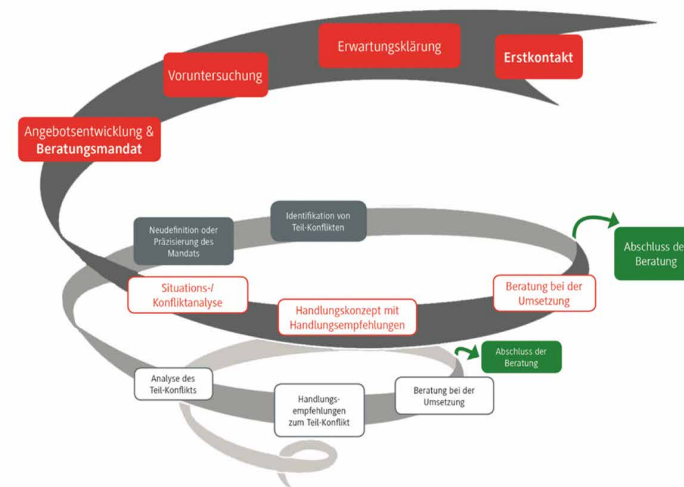 Erstkontakt
Erwartungsklärung
Voruntersuchung
Angebotsentwicklung &
Beratungsmandat
Situations-/
Konfliktanalyse
Handlungskonzept mit
Handlungsempfehlungen
Beratung bei der
Umsetzung
Abschluss der
Beratung
Identifikation von
Teil-Konflikten
Neudefinition oder
Präzisierung des
Mandats
Analyse des
Teil-Konflikts
Handlungs-
empfehlungen
zum Teil-Konflikt
Beratung bei der
Umsetzung
Abschluss der
Beratung